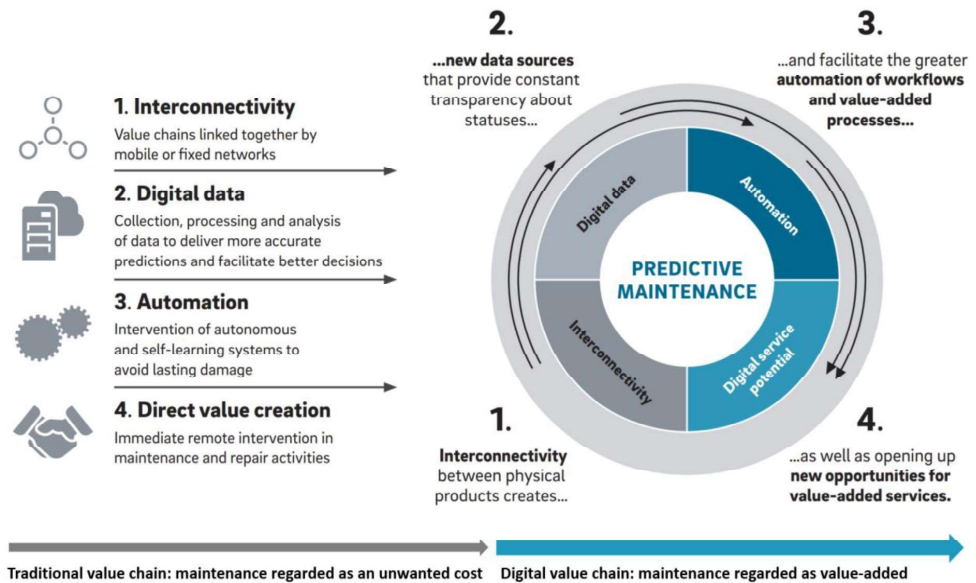 1. Interconnectivity
Value chains linked together by
mobile or fixed networks
2. Digital data
Collection, processing and analysis
of data to deliver more accurate
predictions and facilitate better decisions
3. Automation
Intervention of autonomous
and self-learning systems to
avoid lasting damage
4. Direct value creation
Immediate remote intervention in
maintenance and repair activities
2.
...new data sources
that provide constant
transparency about
statuses...
3.
...and facilitate the greater
automation of workflows
and value-added
processes...
Digital data
Automation
PREDICTIVE
MAINTENANCE
Interconnectivity
Digital service
potential
1.
Interconnectivity
between physical
products creates...
4.
...as well as opening up
new opportunities for
value-added services.
Traditional value chain: maintenance regarded as an unwanted cost
Digital value chain: maintenance regarded as value-added